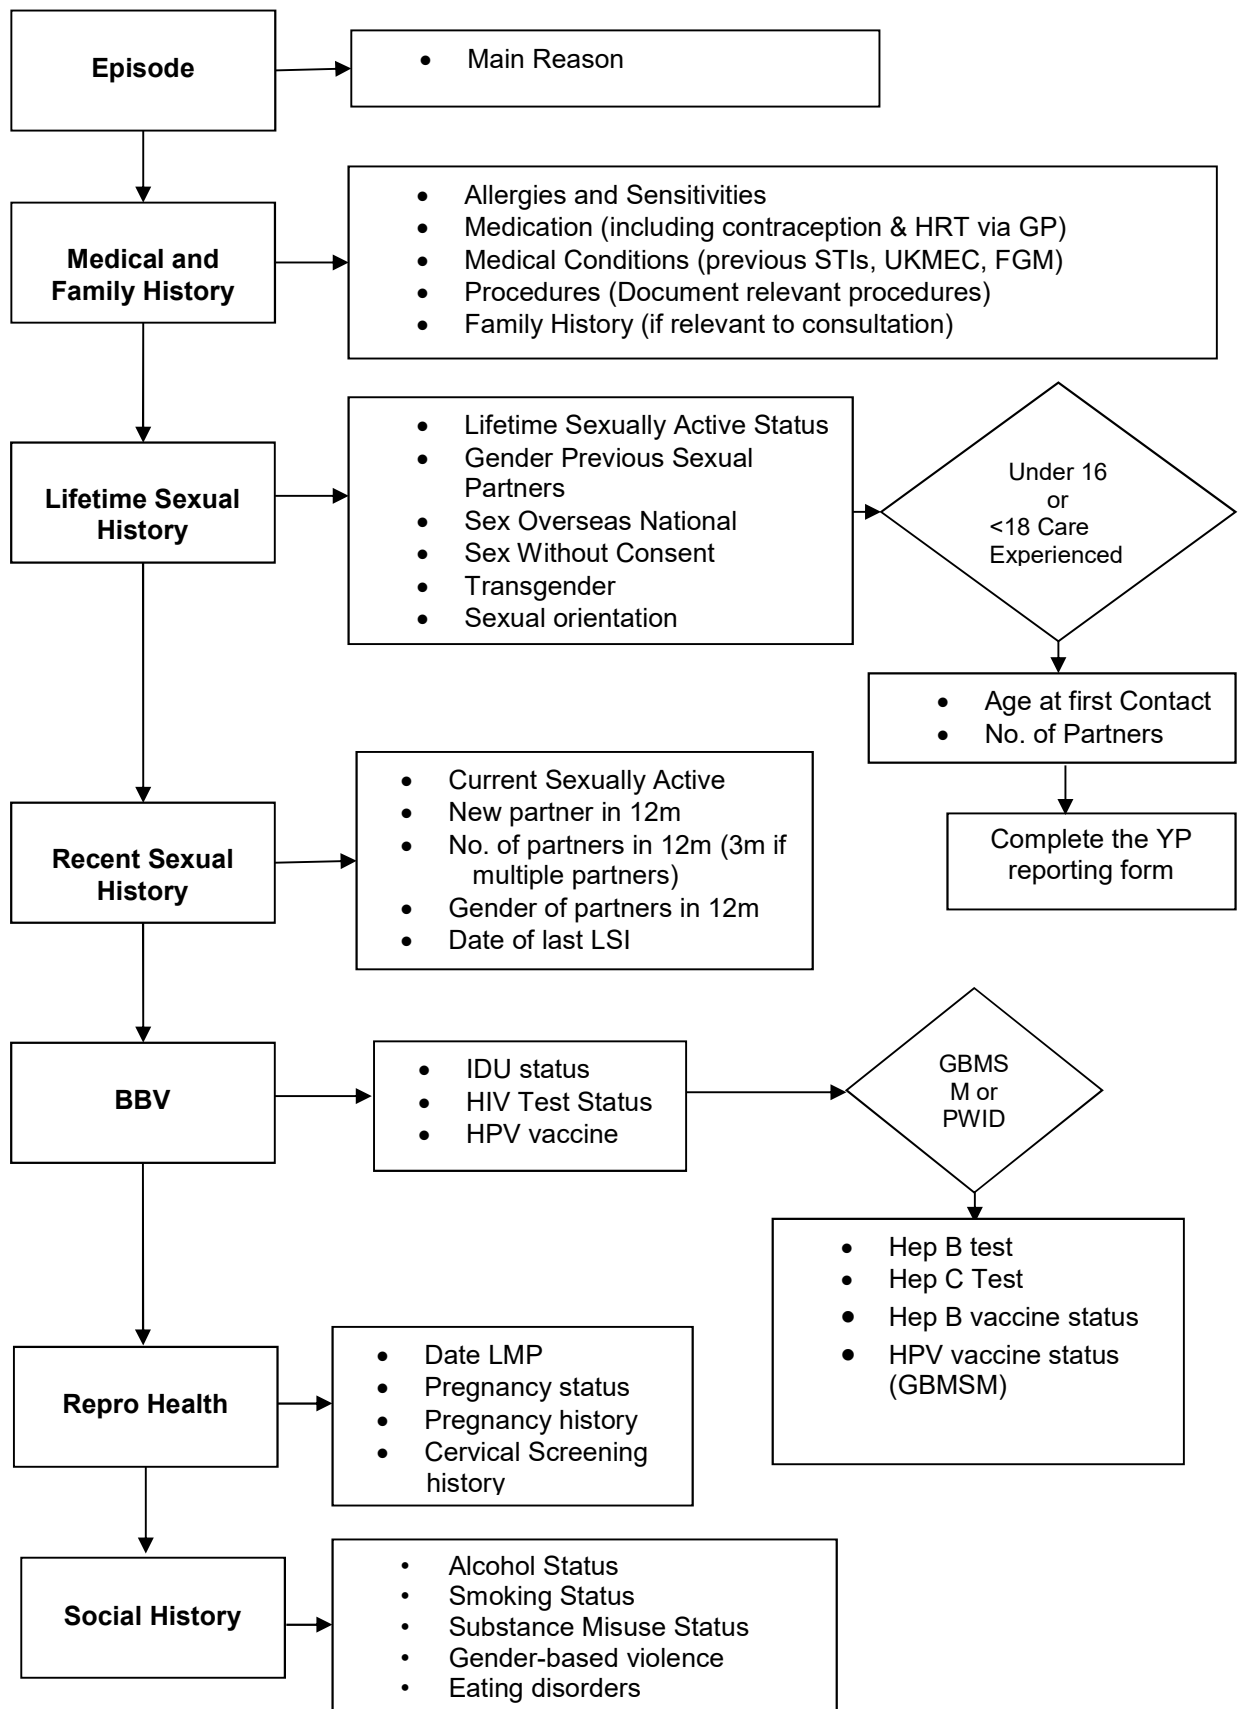 Episode
• Main Reason
Medical and
Family History
• Allergies and Sensitivities
• Medication (including contraception & HRT via GP)
• Medical Conditions (previous STIs, UKMEC, FGM)
• Procedures (Document relevant procedures)
• Family History (if relevant to consultation)
Lifetime Sexual
History
• Lifetime Sexually Active Status
• Gender Previous Sexual
Partners
• Sex Overseas National
• Sex Without Consent
• Transgender
• Sexual orientation
Under 16
or
<18 Care
Experienced
• Age at first Contact
• No. of Partners
Complete the YP
reporting form
Recent Sexual
History
• Current Sexually Active
• New partner in 12m
• No. of partners in 12m (3m if
multiple partners)
• Gender of partners in 12m
• Date of last LSI
BBV
• IDU status
• HIV Test Status
• HPV vaccine
GBMS
M or
PWID
• Hep B test
• Hep C Test
• Hep B vaccine status
• HPV vaccine status
(GBMSM)
Repro Health
• Date LMP
• Pregnancy status
• Pregnancy history
• Cervical Screening
history
Social History
• Alcohol Status
• Smoking Status
• Substance Misuse Status
• Gender-based violence
• Eating disorders